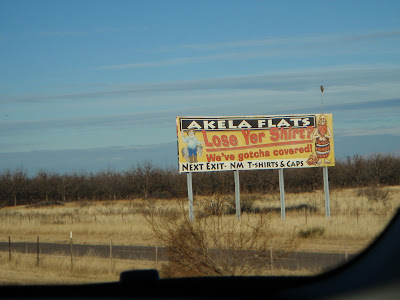 AKELA FLATS
Lose Yer Shirt?
We've gotcha covered!
NEXT EXIT- NM T-SHIRTS & CAPS